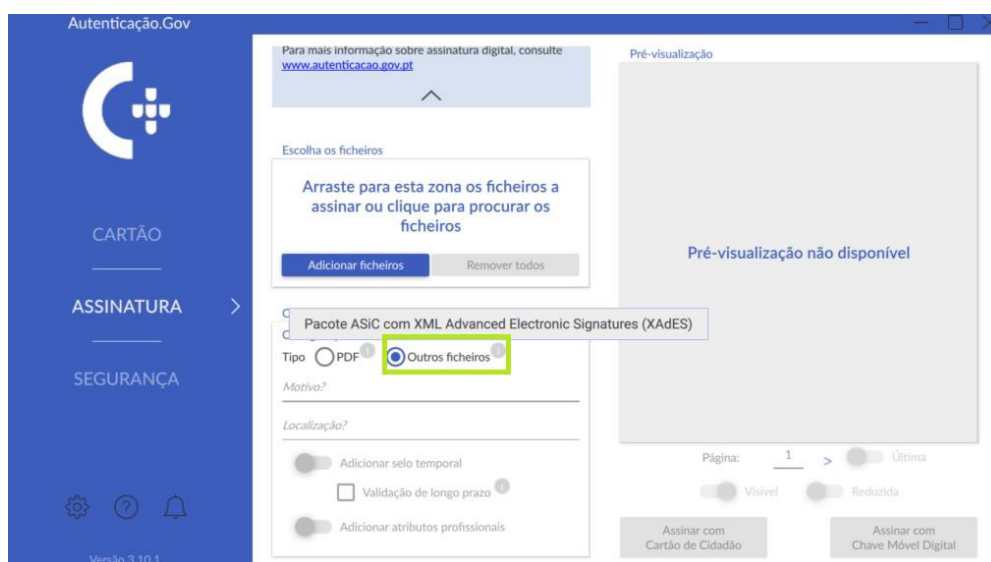 Autenticação.Gov
CARTÃO
ASSINATURA
SEGURANÇA
Versão 3.10.1
Para mais informação sobre assinatura digital, consulte
www.autenticacao.gov.pt
Escolha os ficheiros
Arraste para esta zona os ficheiros a
assinar ou clique para procurar os
ficheiros
Adicionar ficheiros
Remover todos
Pacote ASiC com XML Advanced Electronic Signatures (XAdES)
Tipo PDF Outros ficheiros
Motivo?
Localização?
Adicionar selo temporal
Validação de longo prazo
Adicionar atributos profissionais
Pré-visualização
Pré-visualização não disponível
Página: 1 > Última
Visível Reduzida
Assinar com
Cartão de Cidadão
Assinar com
Chave Móvel Digital